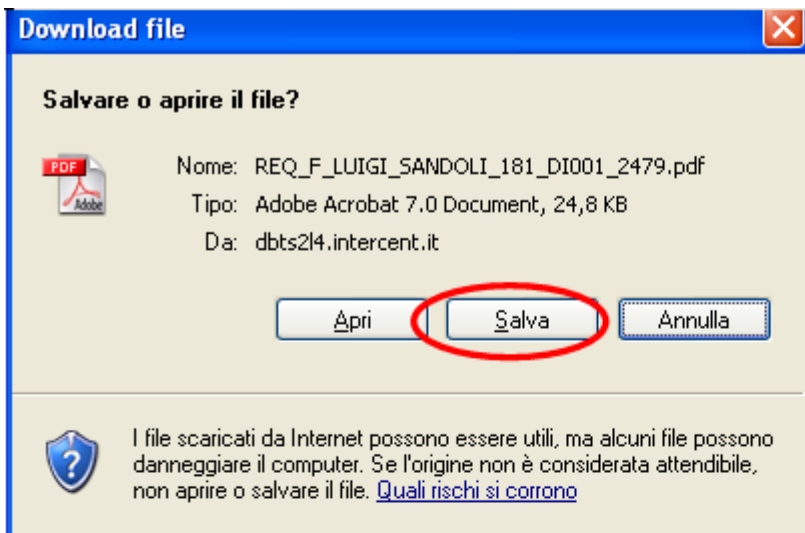 Download file
Salvare o aprire il file?
PDF
Adobe
Nome: REQ_F_LUIGI_SANDOLI_181_DI001_2479.pdf
Tipo: Adobe Acrobat 7.0 Document, 24,8 KB
Da: dbts2l4.intercent.it
Apri Salva Annulla
I file scaricati da Internet possono essere utili, ma alcuni file possono
danneggiare il computer. Se l'origine non è considerata attendibile,
non aprire o salvare il file. Quali rischi si corrono